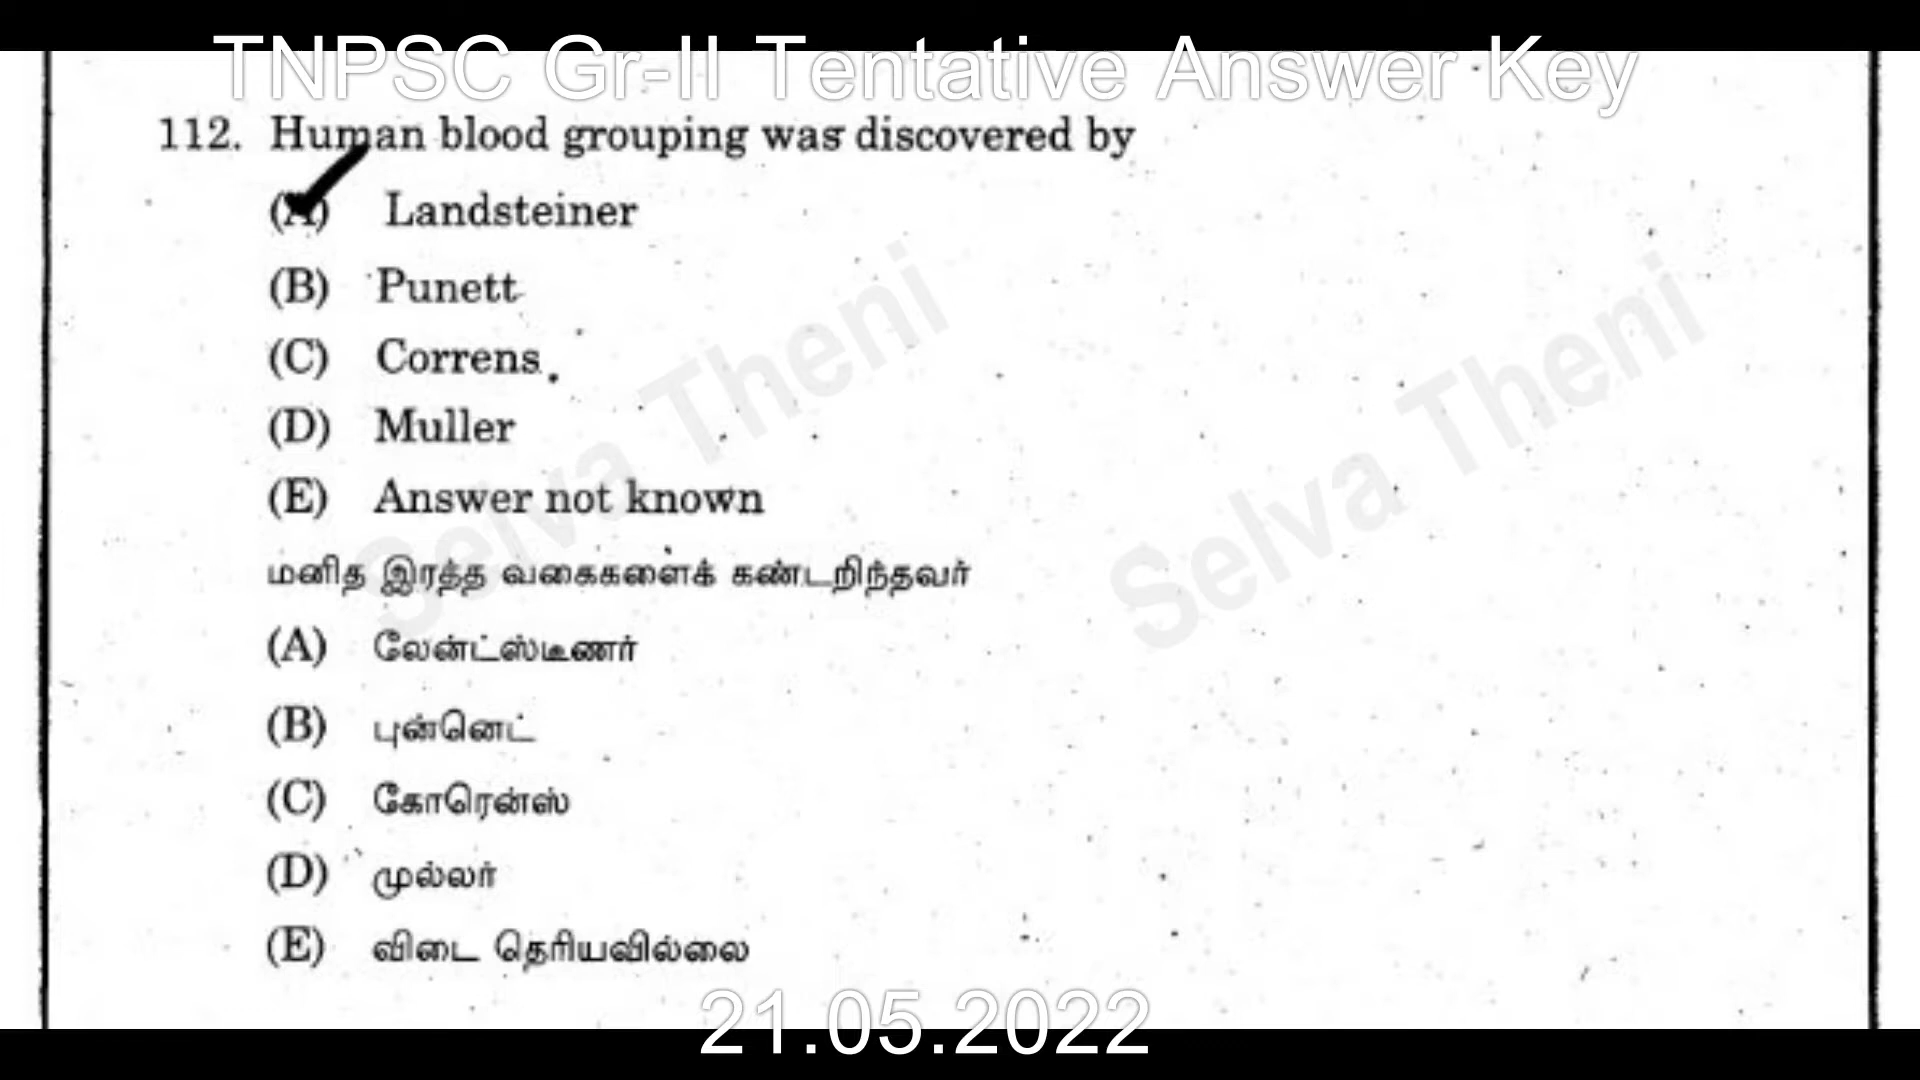 TNPSC Gr-II Tentative Answer Key
112. Human blood grouping was discovered by
(A) Landsteiner
(B) Punett
(C) Correns
(D) Muller
(E) Answer not known
மனித இரத்த வகைகளைக் கண்டறிந்தவர்
(A) லேன்ட்ஸ்டீணர்
(B) புன்னெட்
(C) கோரென்ஸ்
(D) முல்லர்
(E) விடை தெரியவில்லை
Selva Theni
Selva Theni
21.05.2022